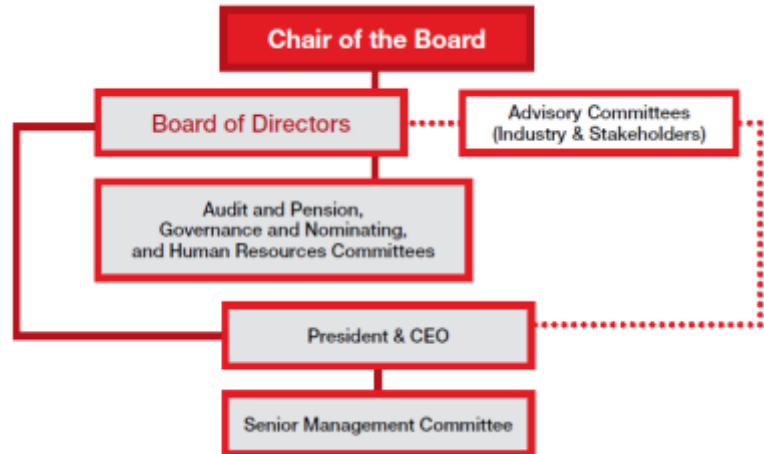 Chair of the Board
Board of Directors
Advisory Committees
(Industry & Stakeholders)
Audit and Pension,
Governance and Nominating,
and Human Resources Committees
President & CEO
Senior Management Committee